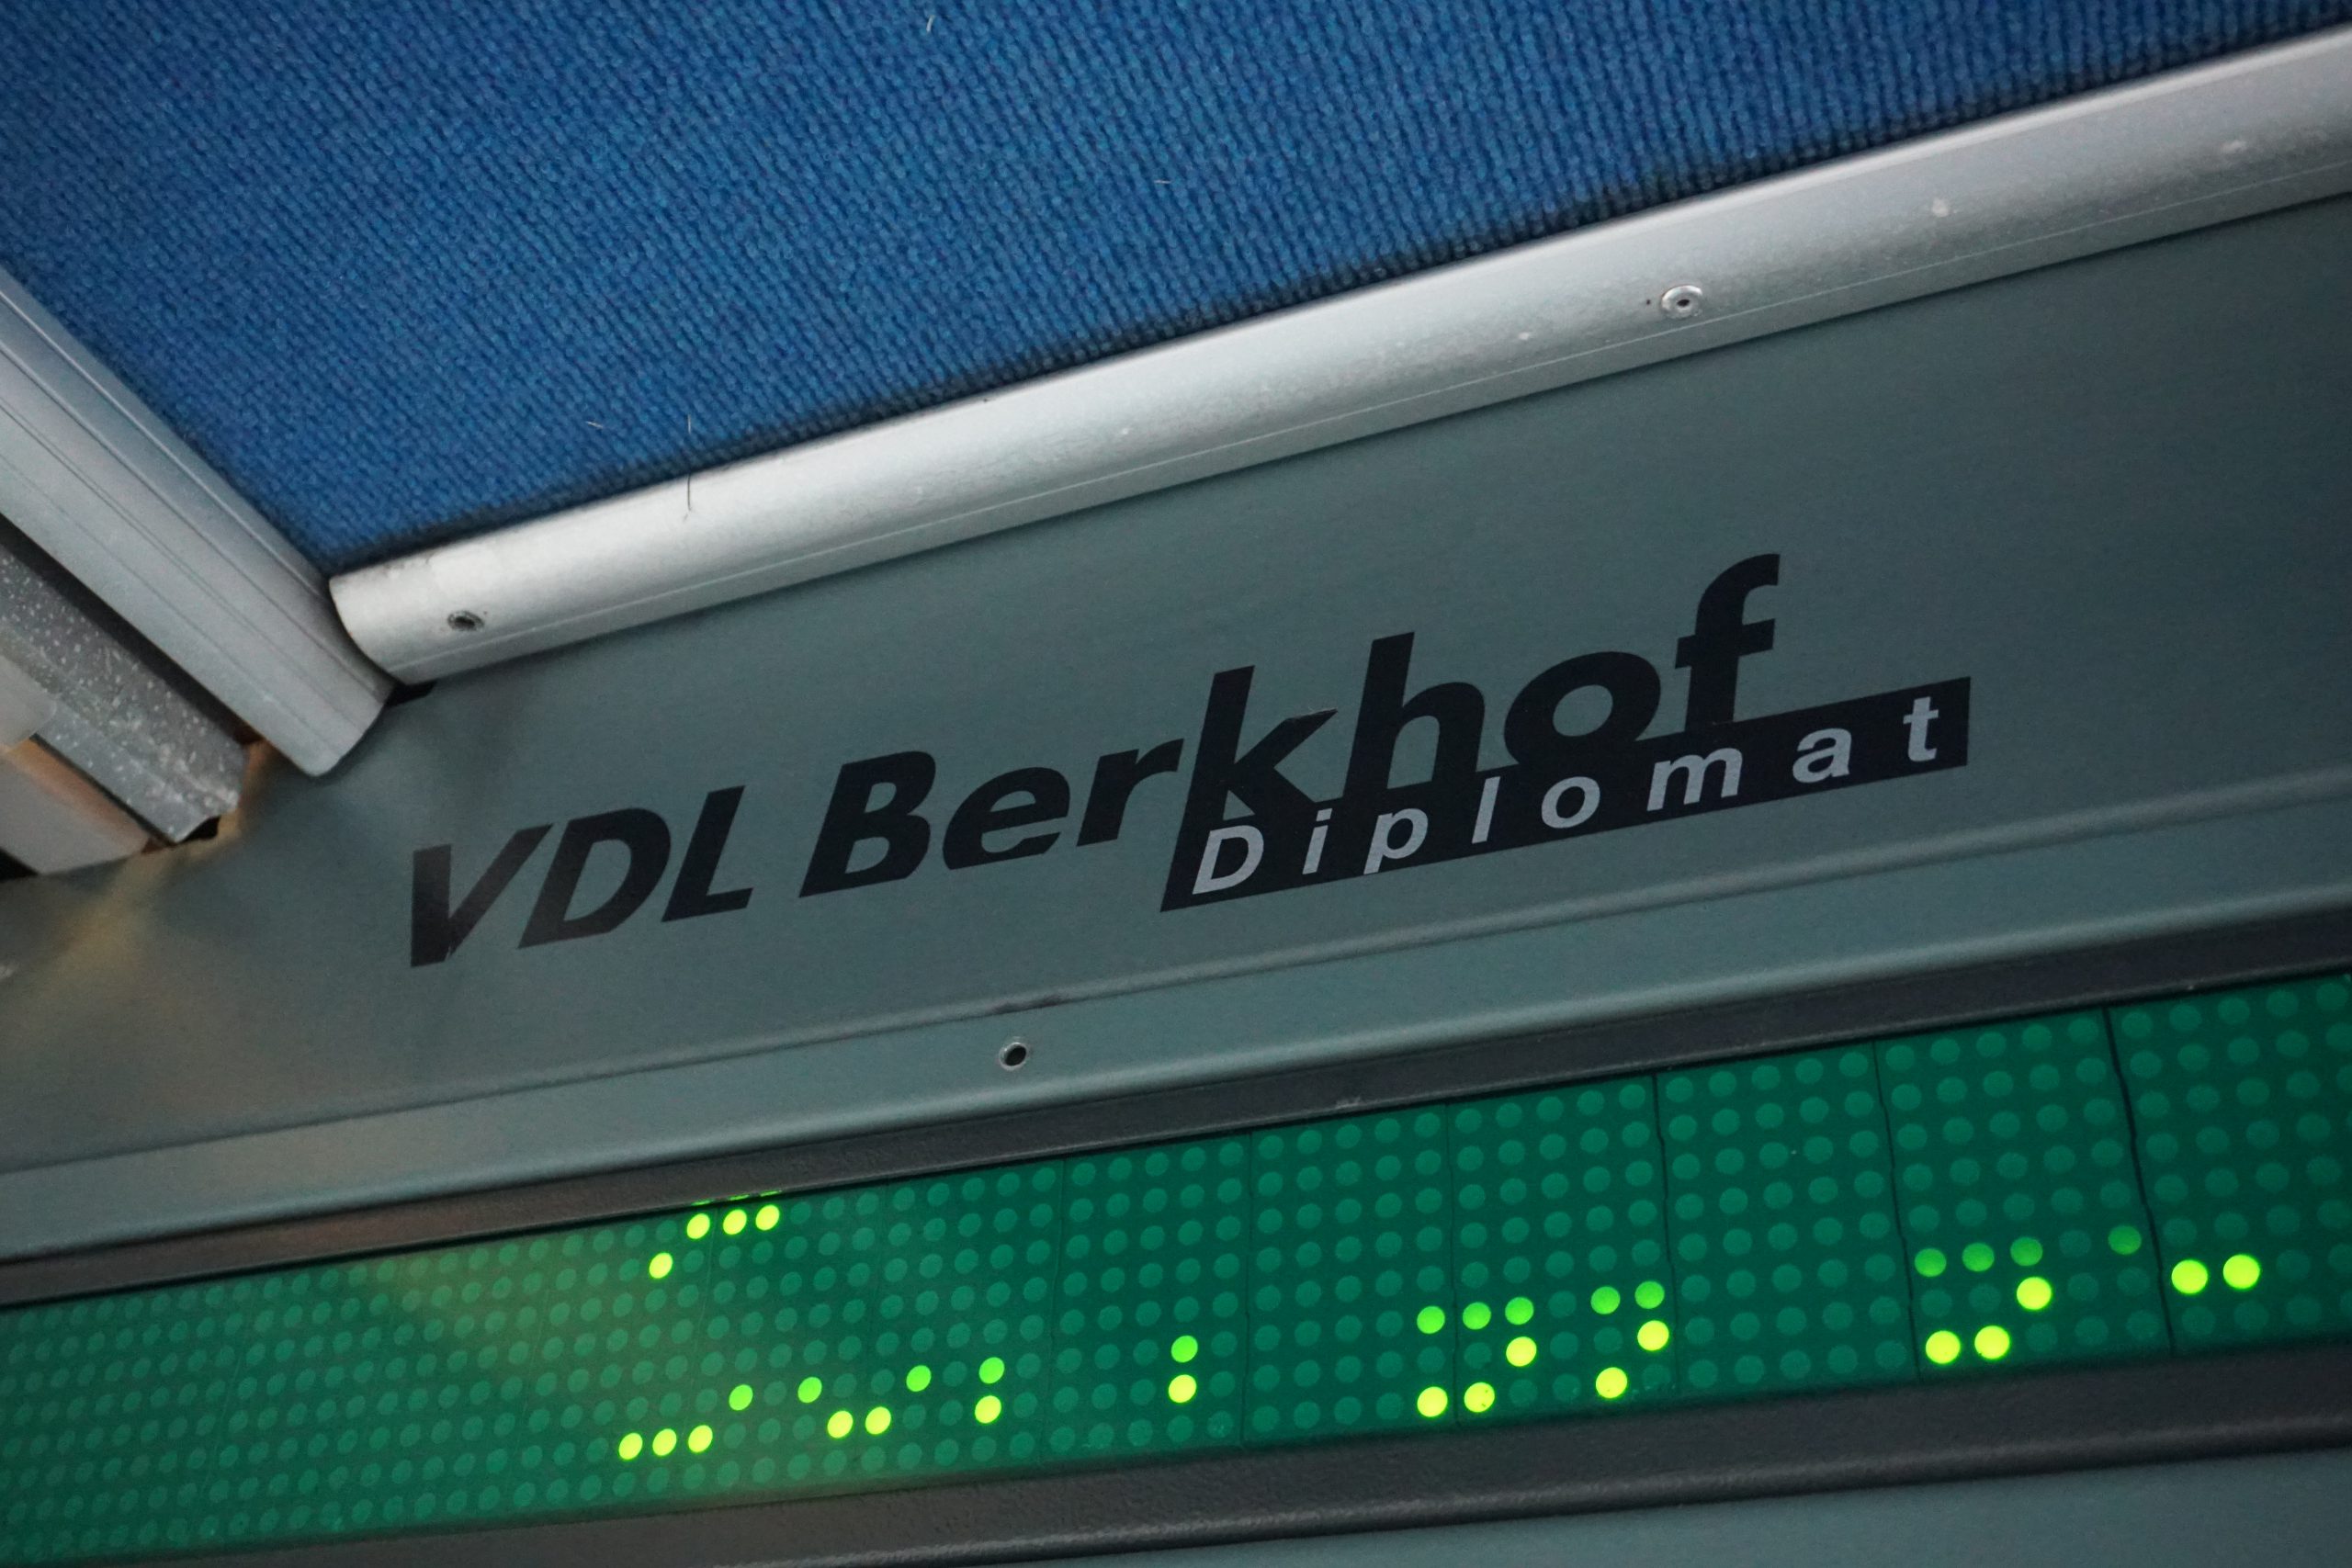 VDL Berkhof
Diplomat